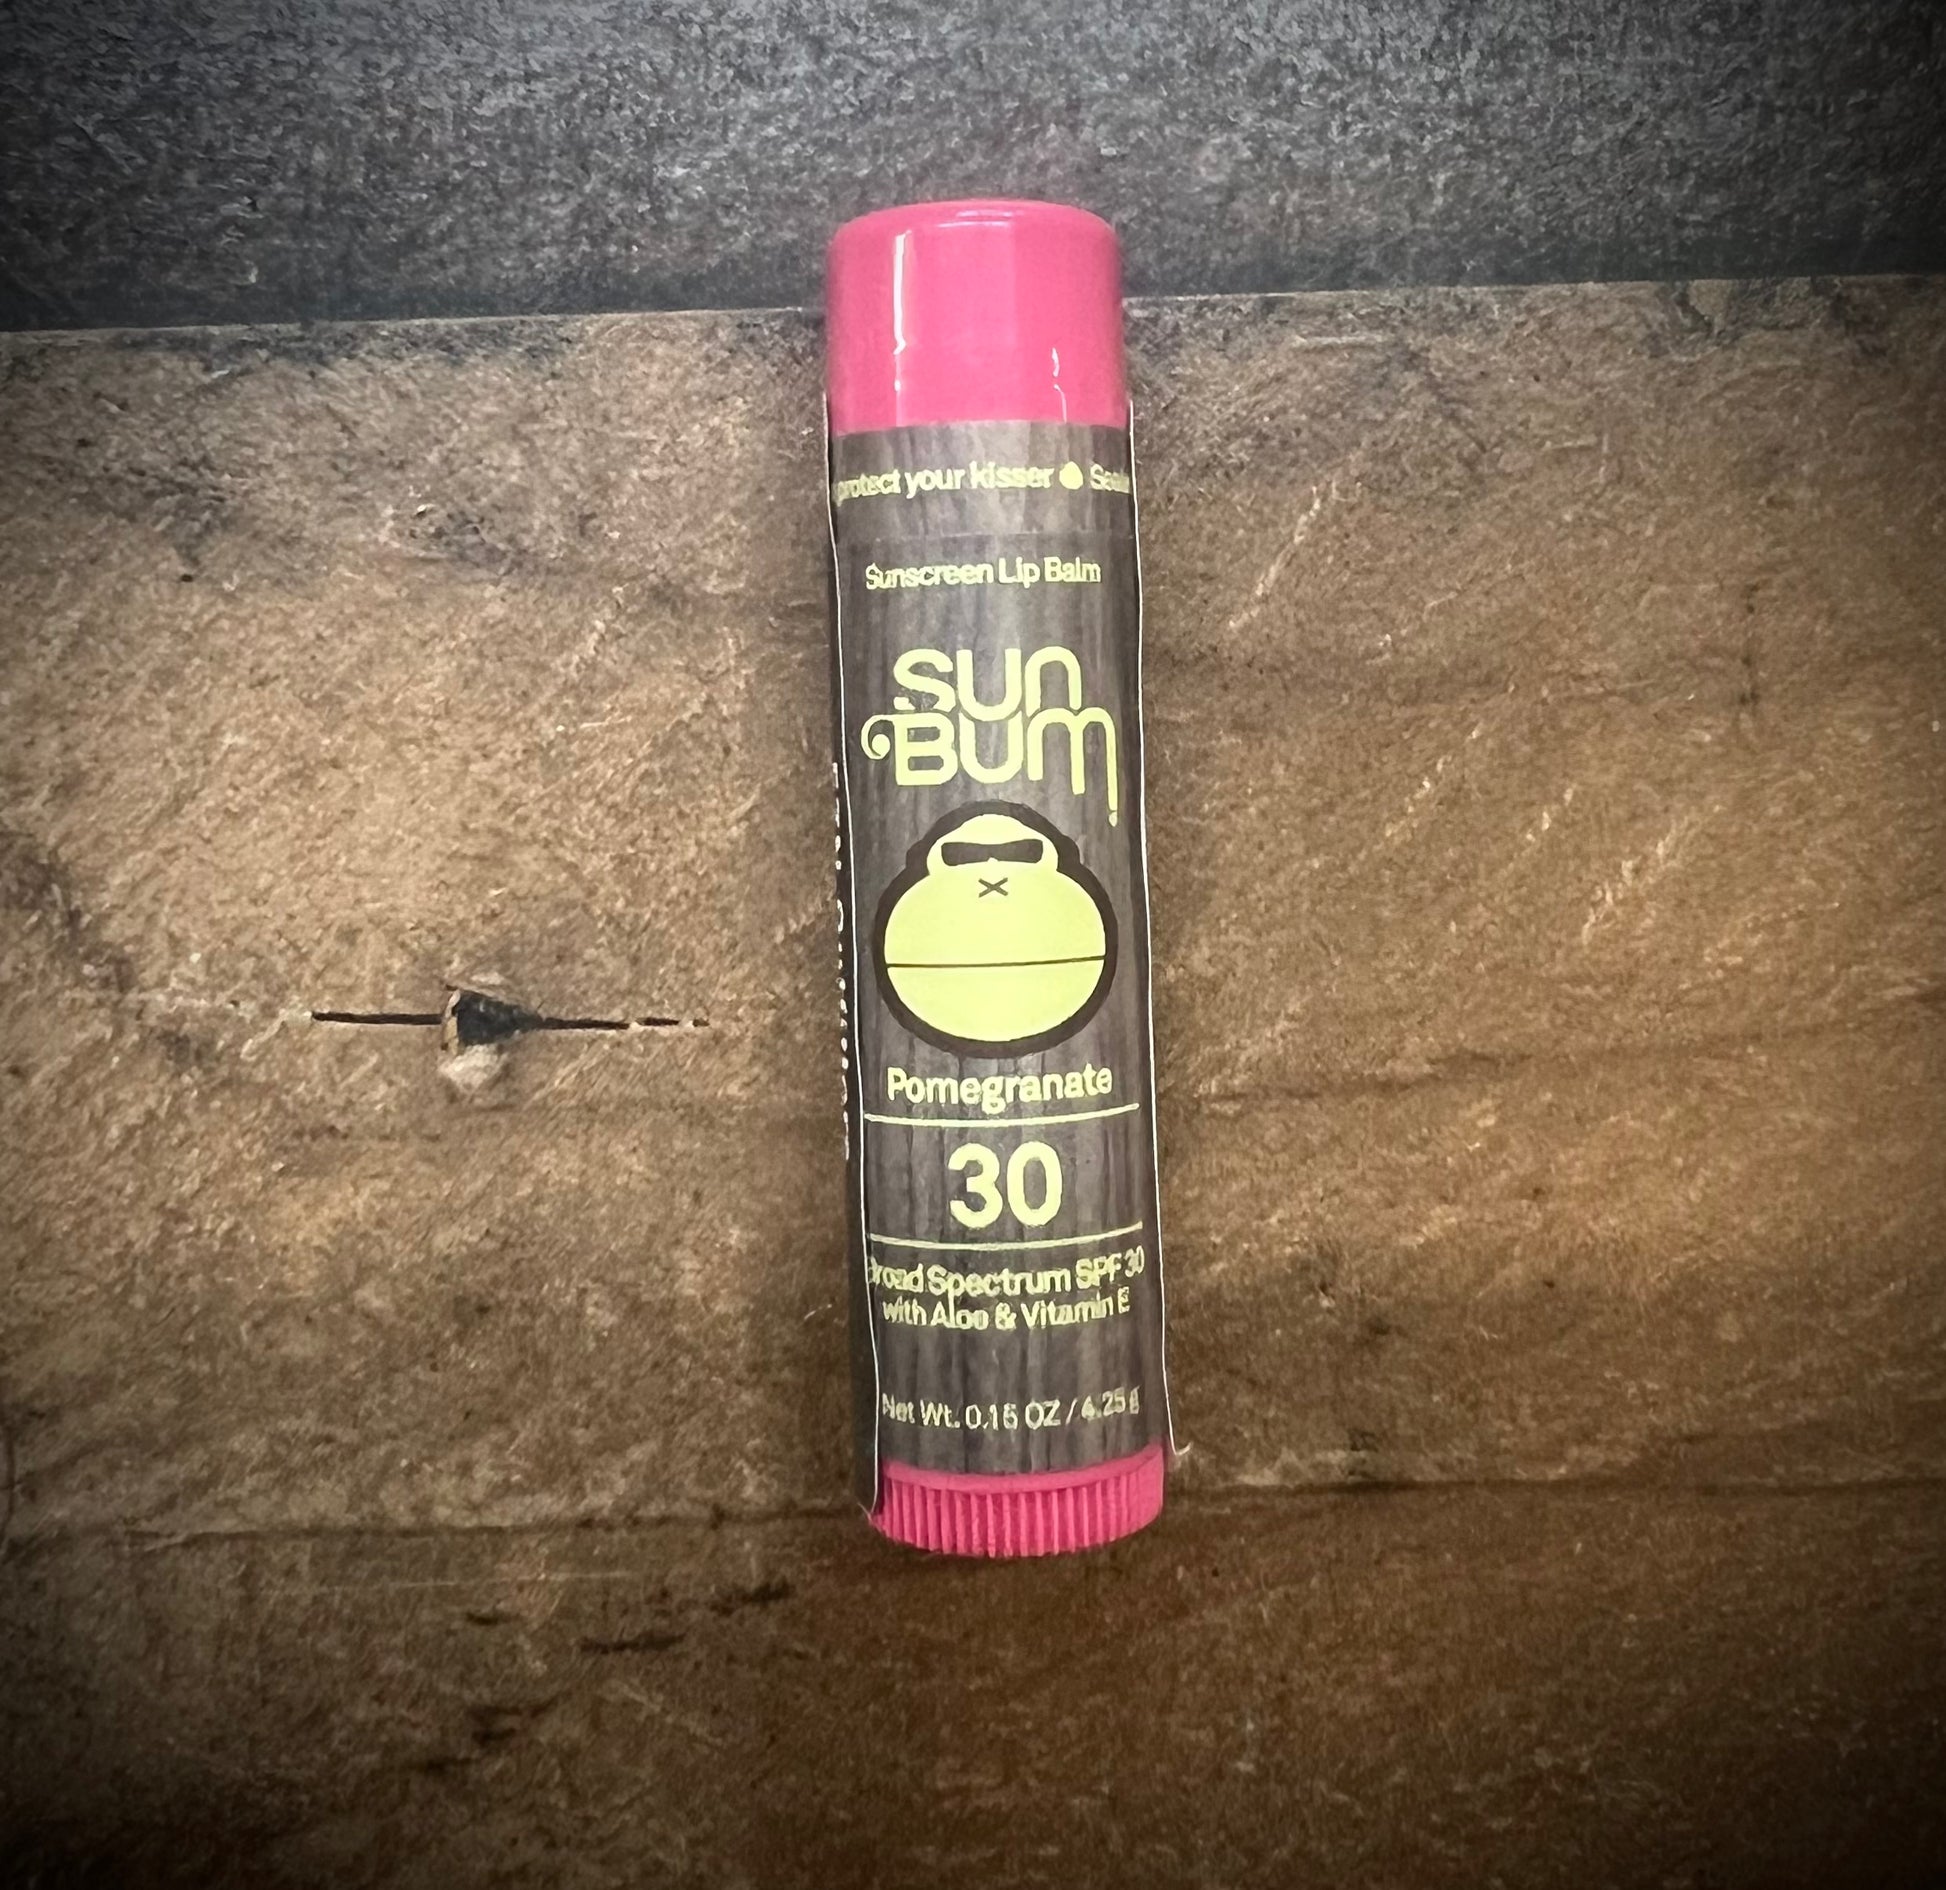 protect your kisser
Sunscreen Lip Balm
SUN
BUM
Pomegranate
30
Broad Spectrum SPF 30
with Aloe & Vitamin E
Net Wt. 0.15 OZ / 4.25 g